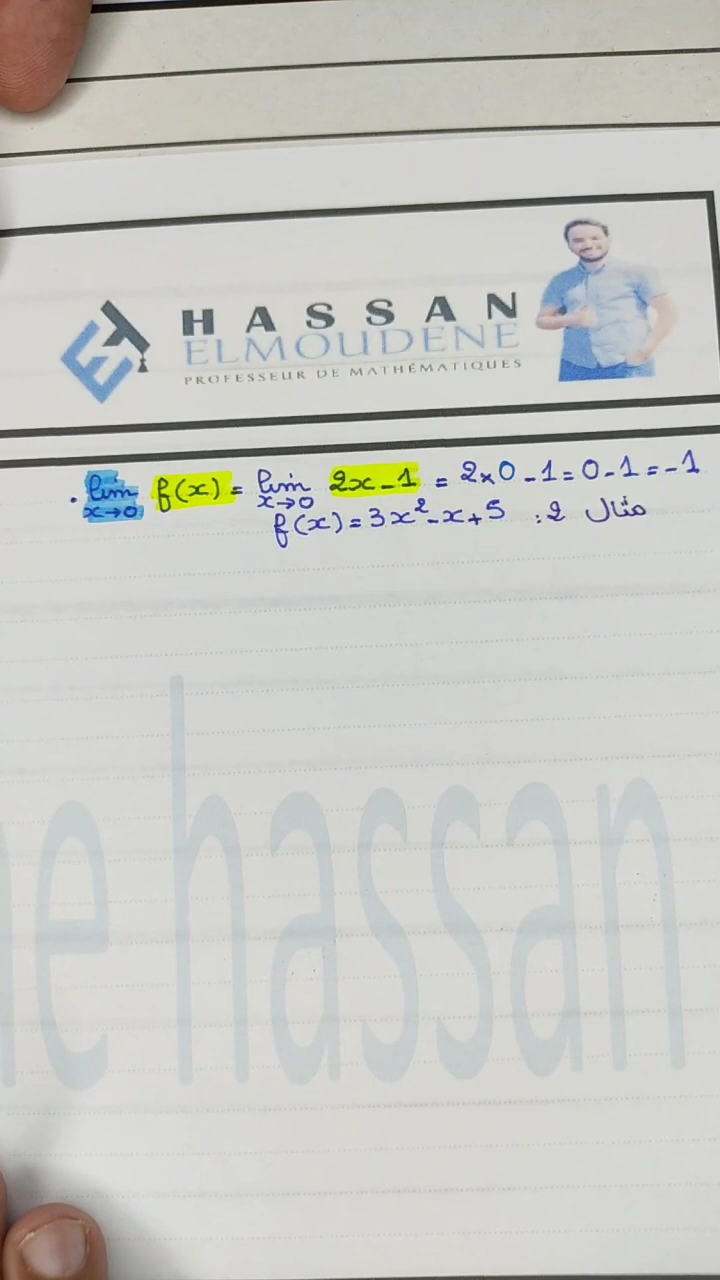 HASSAN
ELMOUDENE
PROFESSEUR DE MATHÉMATIQUES
. lim f(x) = lim 2x - 1 = 2x0 - 1 = 0 - 1 = -1
x→0 x→0
f(x) = 3x² - x + 5 مثال 2 :
ne hassan